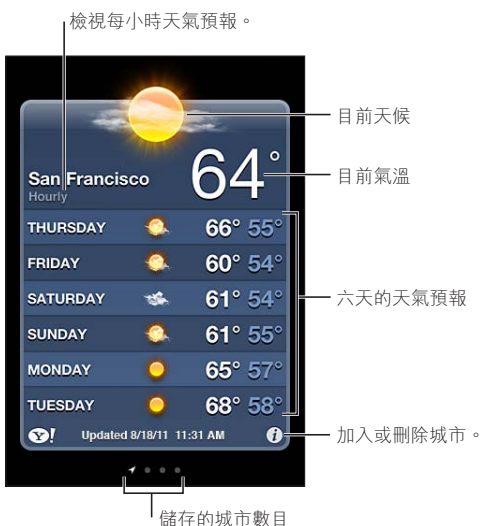 檢視每小時天氣預報。
目前天候
64°
目前氣溫
San Francisco
Hourly
THURSDAY 66° 55°
FRIDAY 60° 54°
SATURDAY 61° 54°
六天的天氣預報
SUNDAY 61° 55°
MONDAY 65° 57°
TUESDAY 68° 58°
Y! Updated 8/18/11 11:31 AM i
加入或刪除城市。
儲存的城市數目